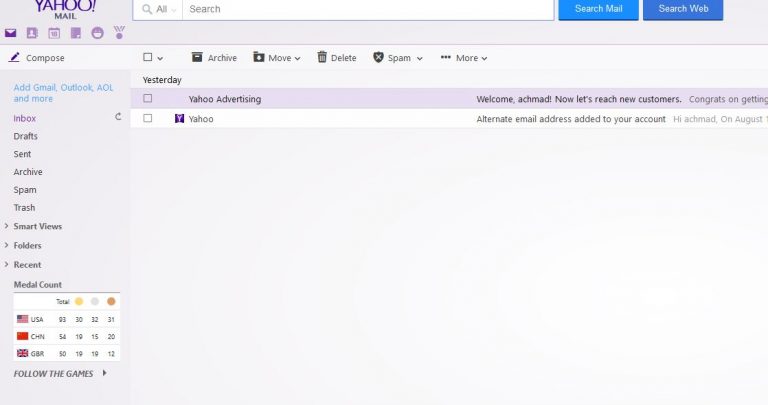 YAHOO!
MAIL
All Search Search Mail Search Web
Compose Archive Move Delete Spam More
Yesterday
Add Gmail, Outlook, AOL
and more
Yahoo Advertising Welcome, achmad! Now let's reach new customers. Congrats on getting
Inbox
Yahoo Alternate email address added to your account Hi achmad, On August 1
Drafts
Sent
Archive
Spam
Trash
Smart Views
Folders
Recent
Medal Count
Total
USA 93 30 32 31
CHN 54 19 15 20
GBR 50 19 19 12
FOLLOW THE GAMES